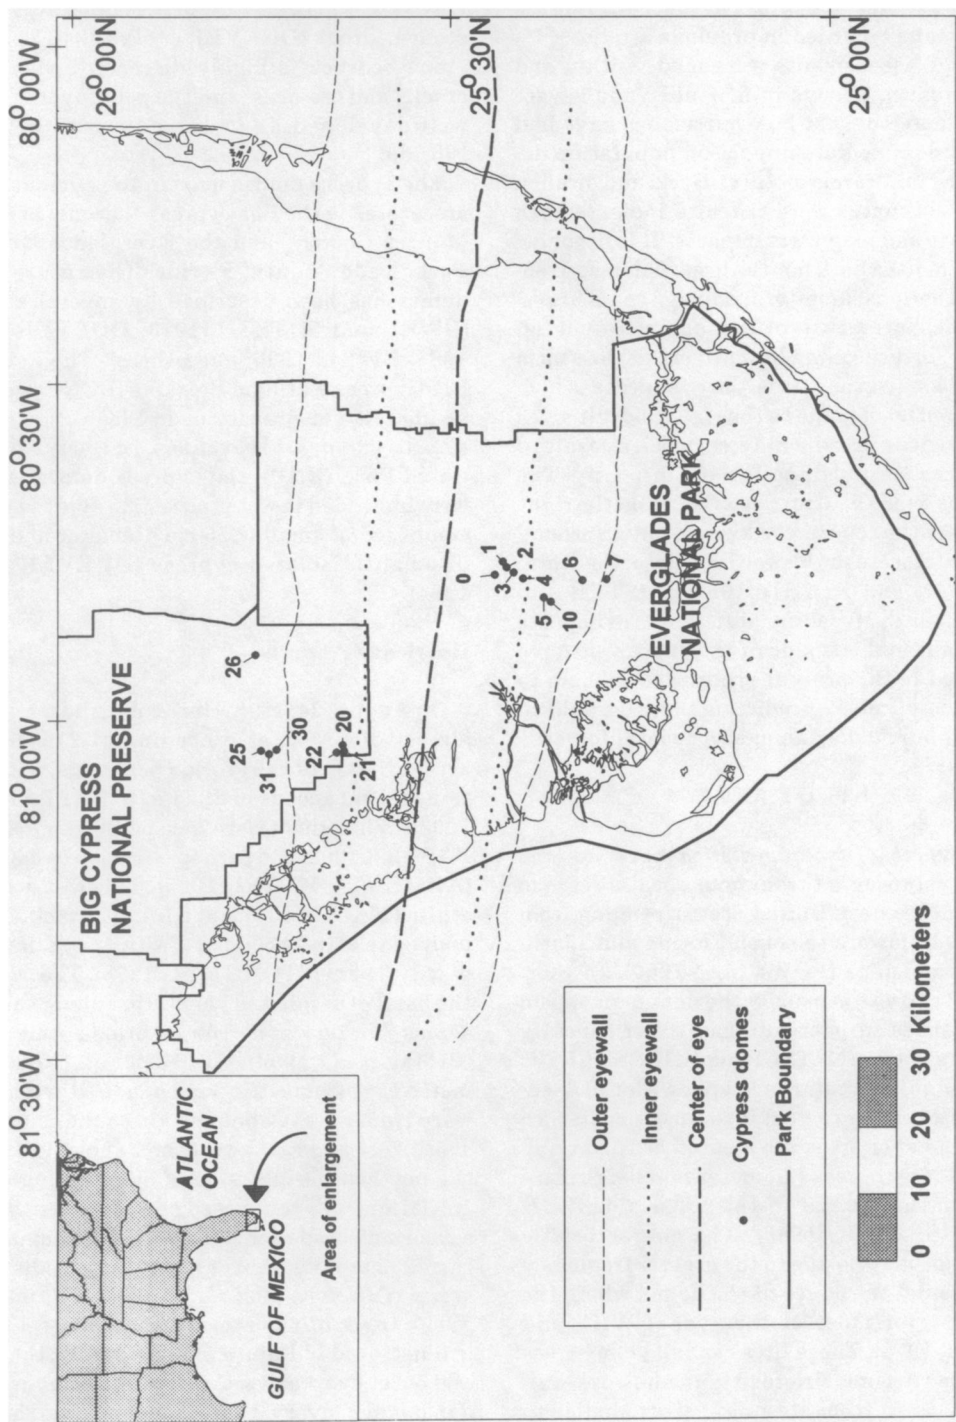 81°30'W
81°00'W
80°30'W
80°00'W
26°00'N
25°30'N
25°00'N
BIG CYPRESS
NATIONAL PRESERVE
ATLANTIC
OCEAN
GULF OF MEXICO
Area of enlargement
26
25
31
30
22
20
21
0
1
3
2
5
4
10
6
EVERGLADES
NATIONAL PARK
Outer eyewall
Inner eyewall
Center of eye
Cypress domes
Park Boundary
0 10 20 30 Kilometers